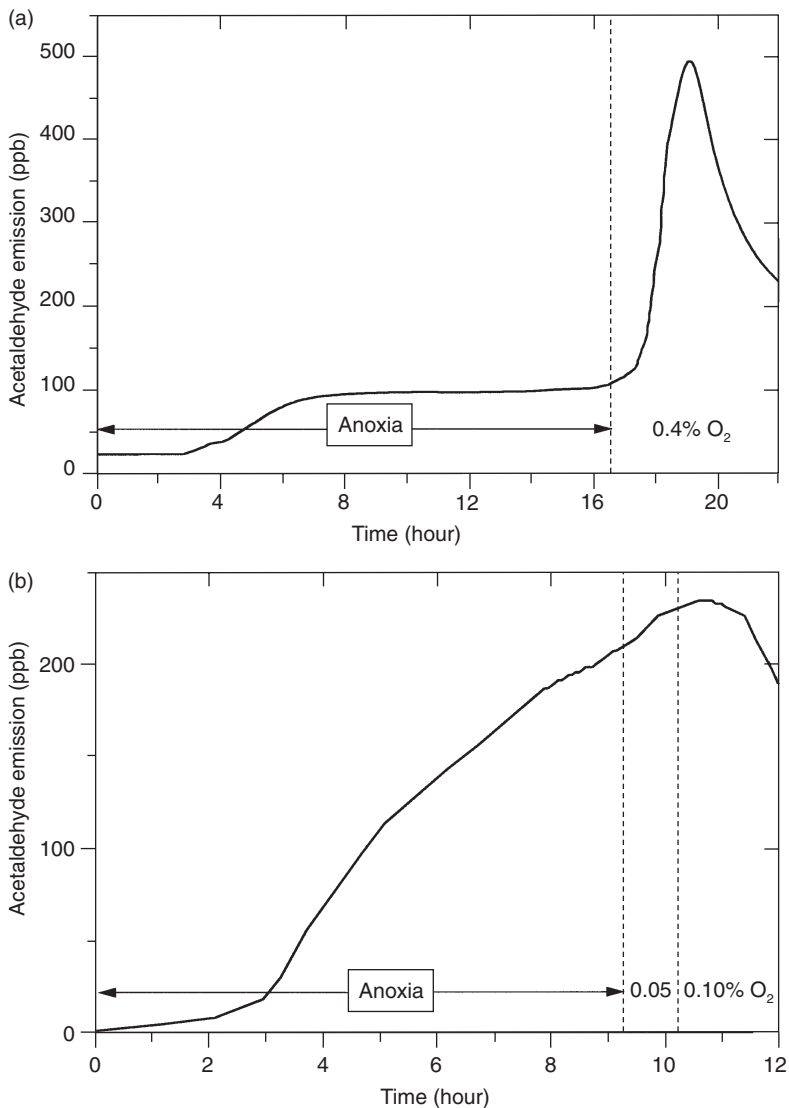 (a)
500
400
300
200
100
0
Acetaldehyde emission (ppb)
Anoxia
0.4% O₂
0 4 8 12 16 20
Time (hour)
(b)
200
100
0
Acetaldehyde emission (ppb)
Anoxia
0.05
0.10% O₂
0 2 4 6 8 10 12
Time (hour)